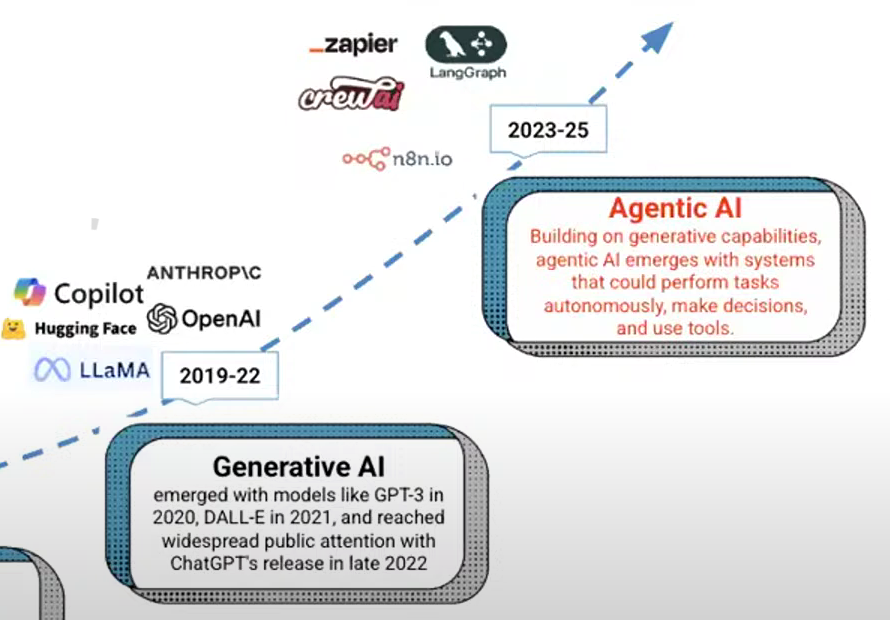 _zapier
LangGraph
crewai
n8n.io
2023-25
Agentic AI
Building on generative capabilities,
agentic AI emerges with systems
that could perform tasks
autonomously, make decisions,
and use tools.
ANTHROP\C
Copilot
OpenAI
Hugging Face
LLaMA
2019-22
Generative AI
emerged with models like GPT-3 in
2020, DALL-E in 2021, and reached
widespread public attention with
ChatGPT's release in late 2022